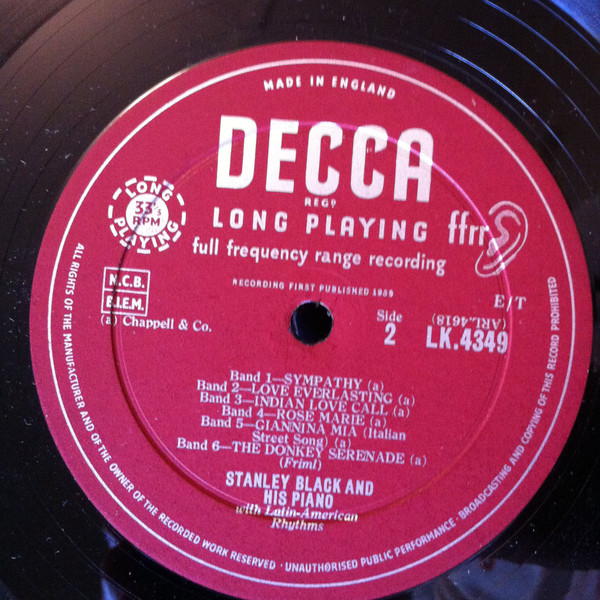 MADE IN ENGLAND
DECCA
REGD
LONG PLAYING
ffrr
full frequency range recording
LONG
33⅓
RPM
PLAYING
RECORDING FIRST PUBLISHED 1959
N.C.B.
B.I.E.M.
(a) Chappell & Co.
E/T
Side
2
(ARL.4618)
LK.4349
Band 1—SYMPATHY (a)
Band 2—LOVE EVERLASTING (a)
Band 3—INDIAN LOVE CALL (a)
Band 4—ROSE MARIE (a)
Band 5—GIANNINA MIA (Italian
Street Song) (a)
Band 6—THE DONKEY SERENADE (a)
(Friml)
STANLEY BLACK AND
HIS PIANO
with Latin-American
Rhythms
ALL RIGHTS OF THE MANUFACTURER AND OF THE OWNER OF THE RECORDED WORK RESERVED · UNAUTHORISED PUBLIC PERFORMANCE · BROADCASTING AND COPYING OF THIS RECORD PROHIBITED